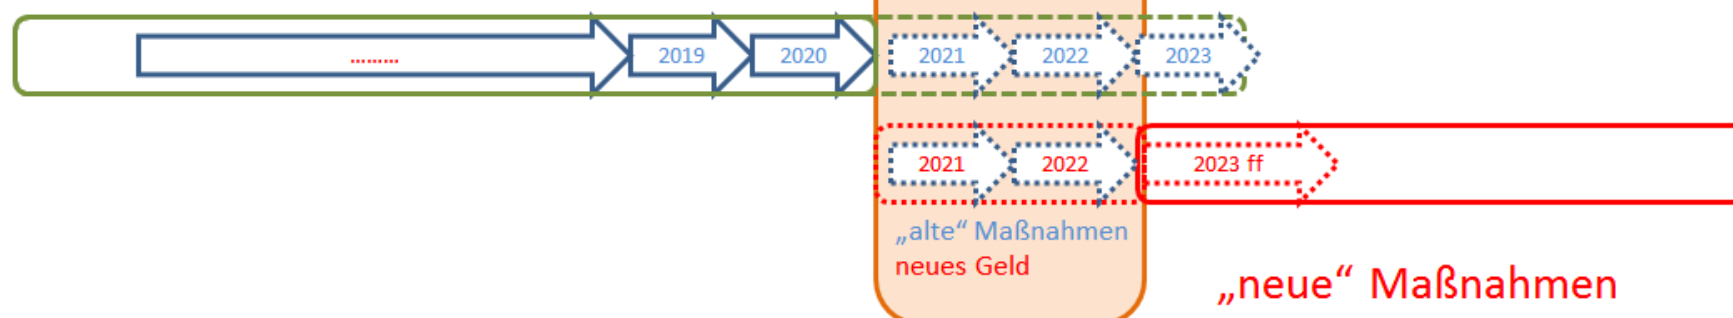 ......... 2019 2020 2021 2022 2023
2021 2022 2023 ff
„alte“ Maßnahmen
neues Geld
„neue“ Maßnahmen